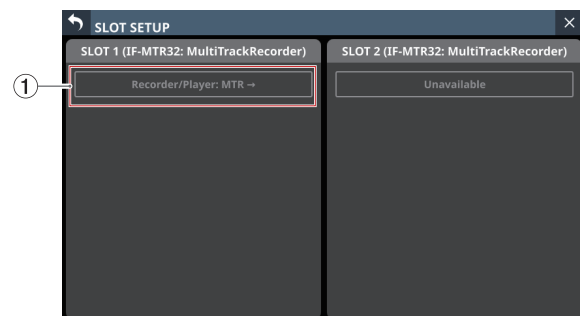 SLOT SETUP
SLOT 1 (IF-MTR32: MultiTrackRecorder)
SLOT 2 (IF-MTR32: MultiTrackRecorder)
① Recorder/Player: MTR →
Unavailable